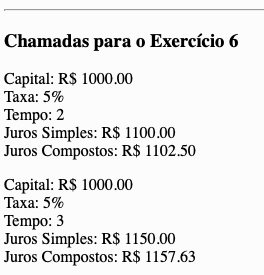 Chamadas para o Exercício 6
Capital: R$ 1000.00
Taxa: 5%
Tempo: 2
Juros Simples: R$ 1100.00
Juros Compostos: R$ 1102.50
Capital: R$ 1000.00
Taxa: 5%
Tempo: 3
Juros Simples: R$ 1150.00
Juros Compostos: R$ 1157.63